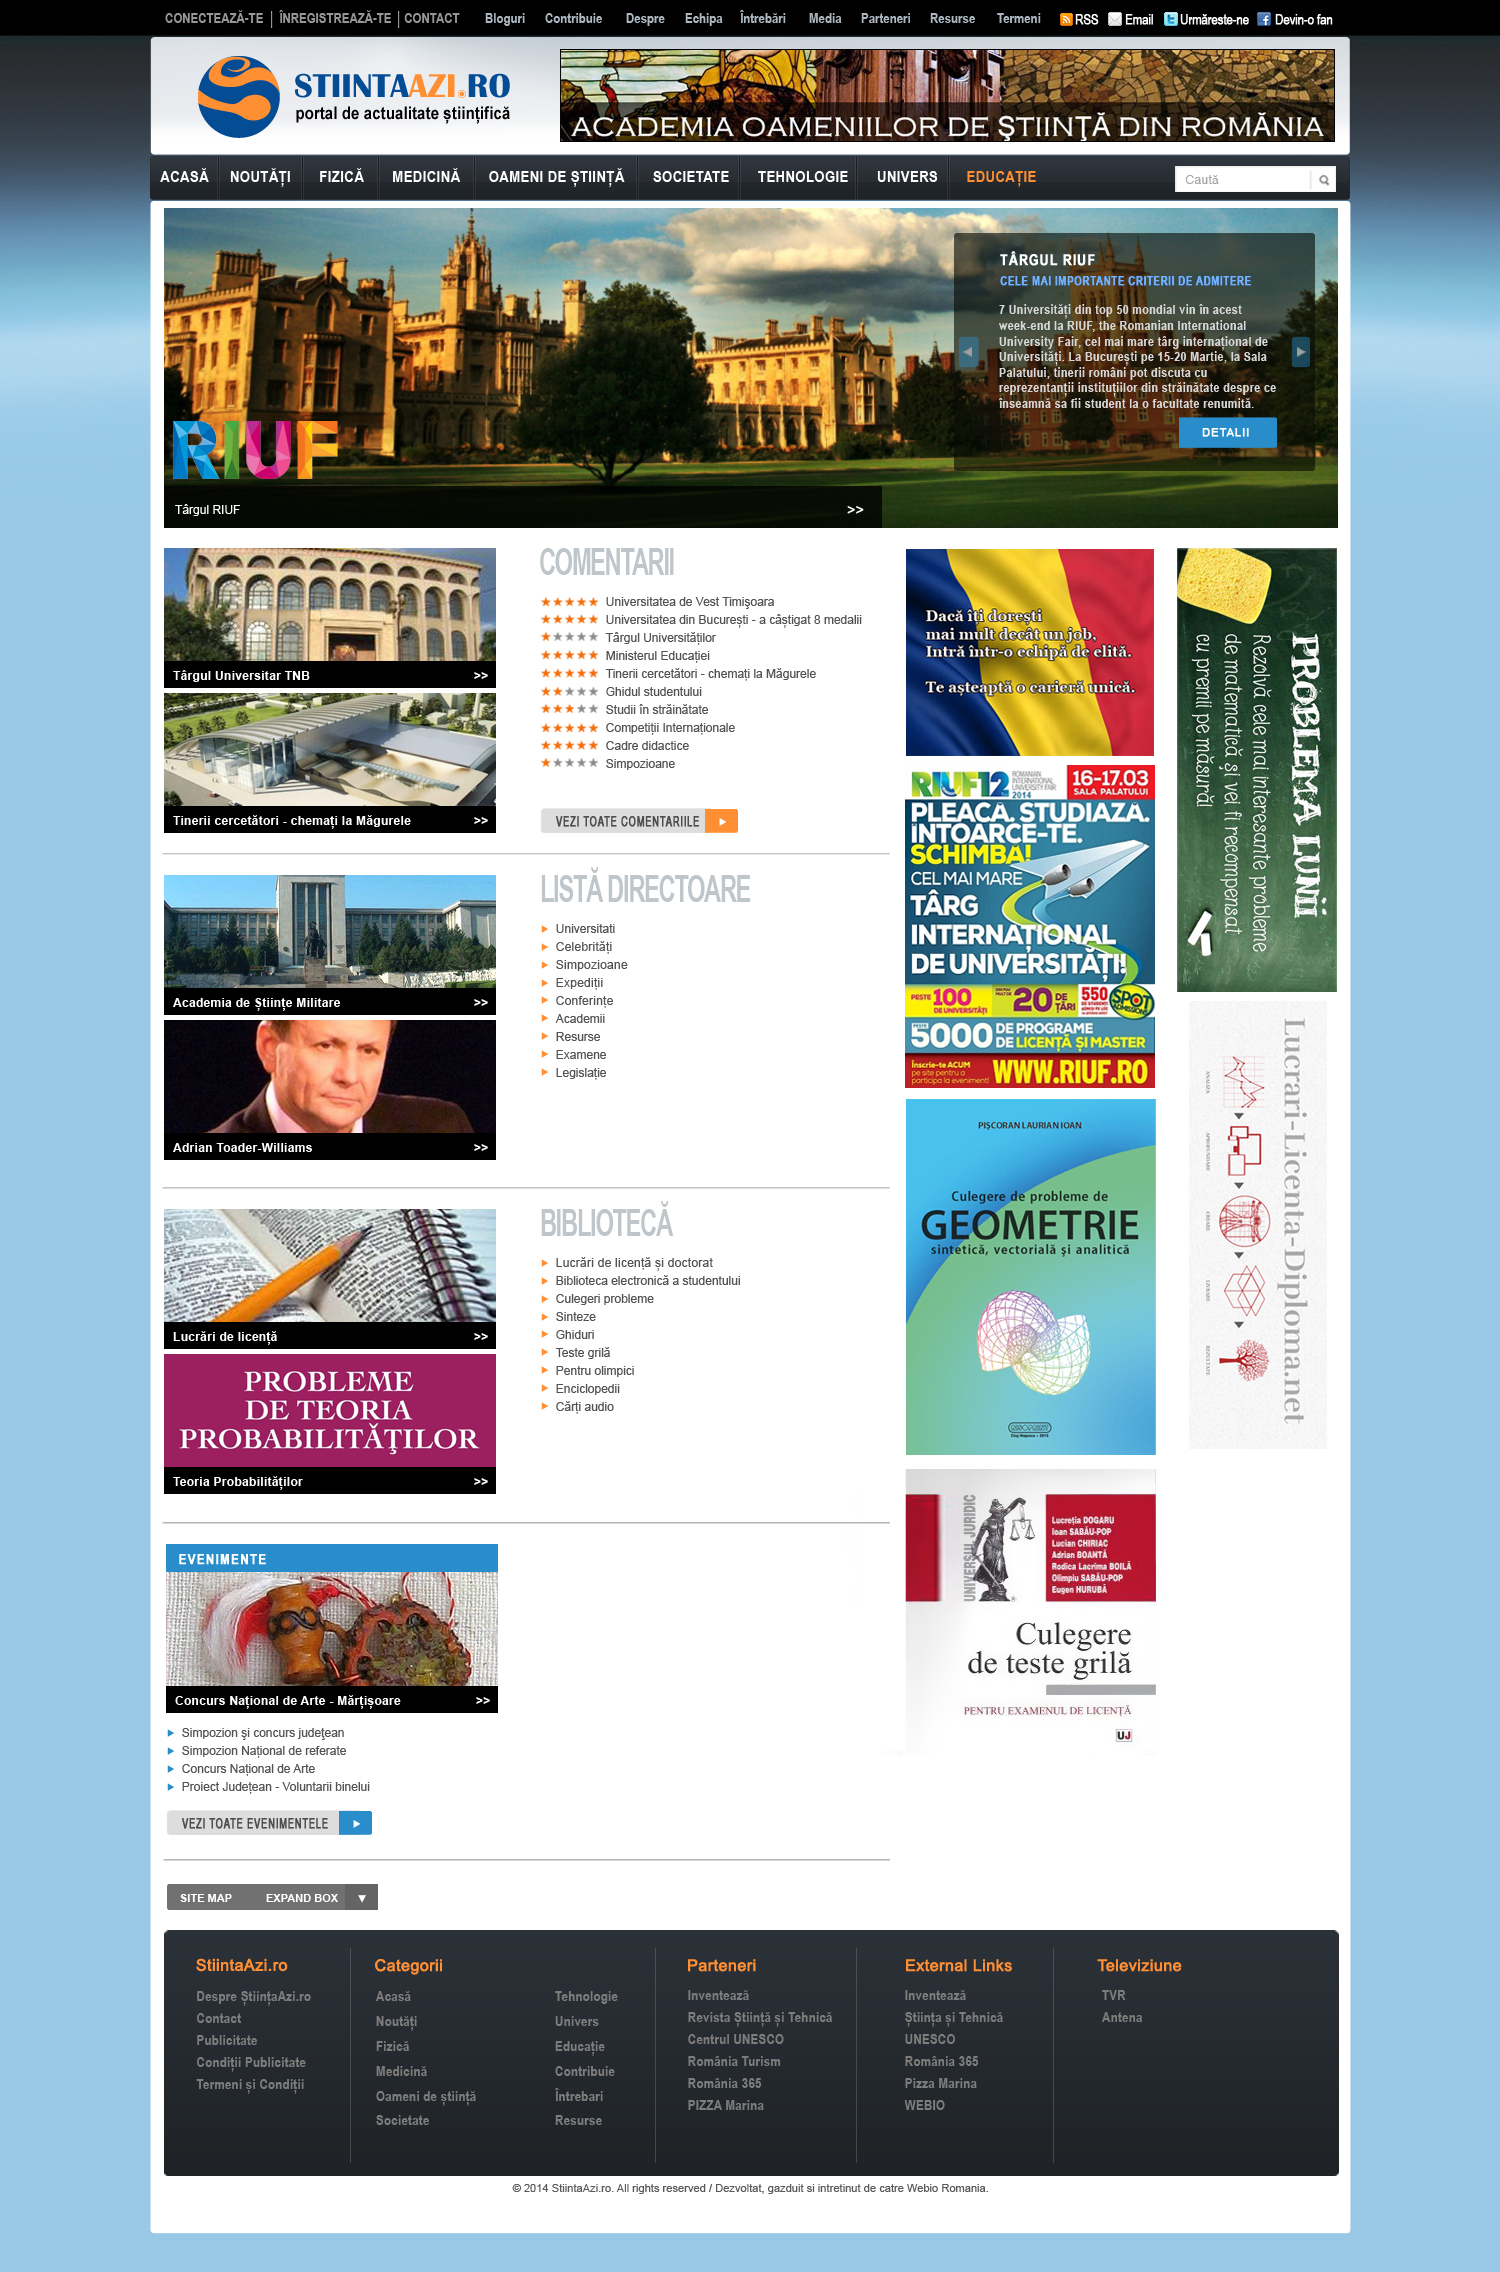 CONECTEAZĂ-TE | ÎNREGISTREAZĂ-TE | CONTACT Bloguri Contribuie Despre Echipa Întrebări Media Parteneri Resurse Termeni RSS Email Urmăreste-ne Devin-o fan
STIINTAAZI.RO
portal de actualitate științifică
ACADEMIA OAMENIILOR DE ŞTIINŢĂ DIN ROMÂNIA
ACASĂ NOUTĂȚI FIZICĂ MEDICINĂ OAMENI DE ȘTIINȚĂ SOCIETATE TEHNOLOGIE UNIVERS EDUCAȚIE Caută
TÂRGUL RIUF
CELE MAI IMPORTANTE CRITERII DE ADMITERE
7 Universități din top 50 mondial vin în acest
week-end la RIUF, the Romanian International
University Fair, cel mai mare târg internațional de
Universități. La București pe 15-20 Martie, la Sala
Palatului, tinerii români pot discuta cu
reprezentanții instituțiilor din străinătate despre ce
înseamnă sa fii student la o facultate renumită.
DETALII
RIUF
Târgul RIUF >>
Târgul Universitar TNB >>
Tinerii cercetători - chemați la Măgurele >>
COMENTARII
Universitatea de Vest Timişoara
Universitatea din București - a câștigat 8 medalii
Târgul Universităților
Ministerul Educației
Tinerii cercetători - chemați la Măgurele
Ghidul studentului
Studii în străinătate
Competiții Internaționale
Cadre didactice
Simpozioane
VEZI TOATE COMENTARIILE
Academia de Științe Militare >>
Adrian Toader-Williams >>
LISTĂ DIRECTOARE
Universitati
Celebrități
Simpozioane
Expediții
Conferințe
Academii
Resurse
Examene
Legislație
Lucrări de licență >>
PROBLEME
DE TEORIA
PROBABILITĂŢILOR
Teoria Probabilităților >>
BIBLIOTECĂ
Lucrări de licență și doctorat
Biblioteca electronică a studentului
Culegeri probleme
Sinteze
Ghiduri
Teste grilă
Pentru olimpici
Enciclopedii
Cărți audio
EVENIMENTE
Concurs Național de Arte - Mărțișoare >>
Simpozion şi concurs judeţean
Simpozion Național de referate
Concurs Național de Arte
Proiect Județean - Voluntarii binelui
VEZI TOATE EVENIMENTELE
Dacă îți dorești
mai mult decât un job,
Intră într-o echipă de elită.
Te așteaptă o carieră unică.
RIUF12 ROMANIAN INTERNATIONAL UNIVERSITY FAIR 2014
16-17.03
SALA PALATULUI
PLEACĂ. STUDIAZĂ.
ÎNTOARCE-TE.
SCHIMBĂ!
CEL MAI MARE
TÂRG
INTERNAȚIONAL
DE UNIVERSITĂȚI!
PESTE 100 DE UNIVERSITĂȚI
20 DE ȚĂRI
550
SPOT ADMISSIONS
PESTE 5000 DE PROGRAME
DE LICENȚĂ ȘI MASTER
Înscrie-te ACUM
pe site pentru a
participa la eveniment!
WWW.RIUF.RO
PIȘCORAN LAURIAN IOAN
Culegere de probleme de
GEOMETRIE
sintetică, vectorială și analitică
UNIVERSUL JURIDIC
Lucreția DOGARU
Ioan SABĂU-POP
Lucian CHIRIAC
Adrian BOANTĂ
Rodica Lacrima BOILĂ
Olimpiu SABĂU-POP
Eugen HURUBĂ
Culegere
de teste grilă
PENTRU EXAMENUL DE LICENȚĂ
UJ
PROBLEMA LUNII
Rezolvă cele mai interesante probleme
de matematică și vei fi recompensat
cu premii pe măsură
Lucrari-Licenta-Diploma.net
SITE MAP EXPAND BOX
StiintaAzi.ro
Despre ȘtiințaAzi.ro
Contact
Publicitate
Condiții Publicitate
Termeni și Condiții
Categorii
Acasă
Noutăți
Fizică
Medicină
Oameni de știință
Societate
Tehnologie
Univers
Educație
Contribuie
Întrebari
Resurse
Parteneri
Inventează
Revista Știință și Tehnică
Centrul UNESCO
România Turism
România 365
PIZZA Marina
External Links
Inventează
Știința și Tehnică
UNESCO
România 365
Pizza Marina
WEBIO
Televiziune
TVR
Antena
© 2014 StiintaAzi.ro. All rights reserved / Dezvoltat, gazduit si intretinut de catre Webio Romania.